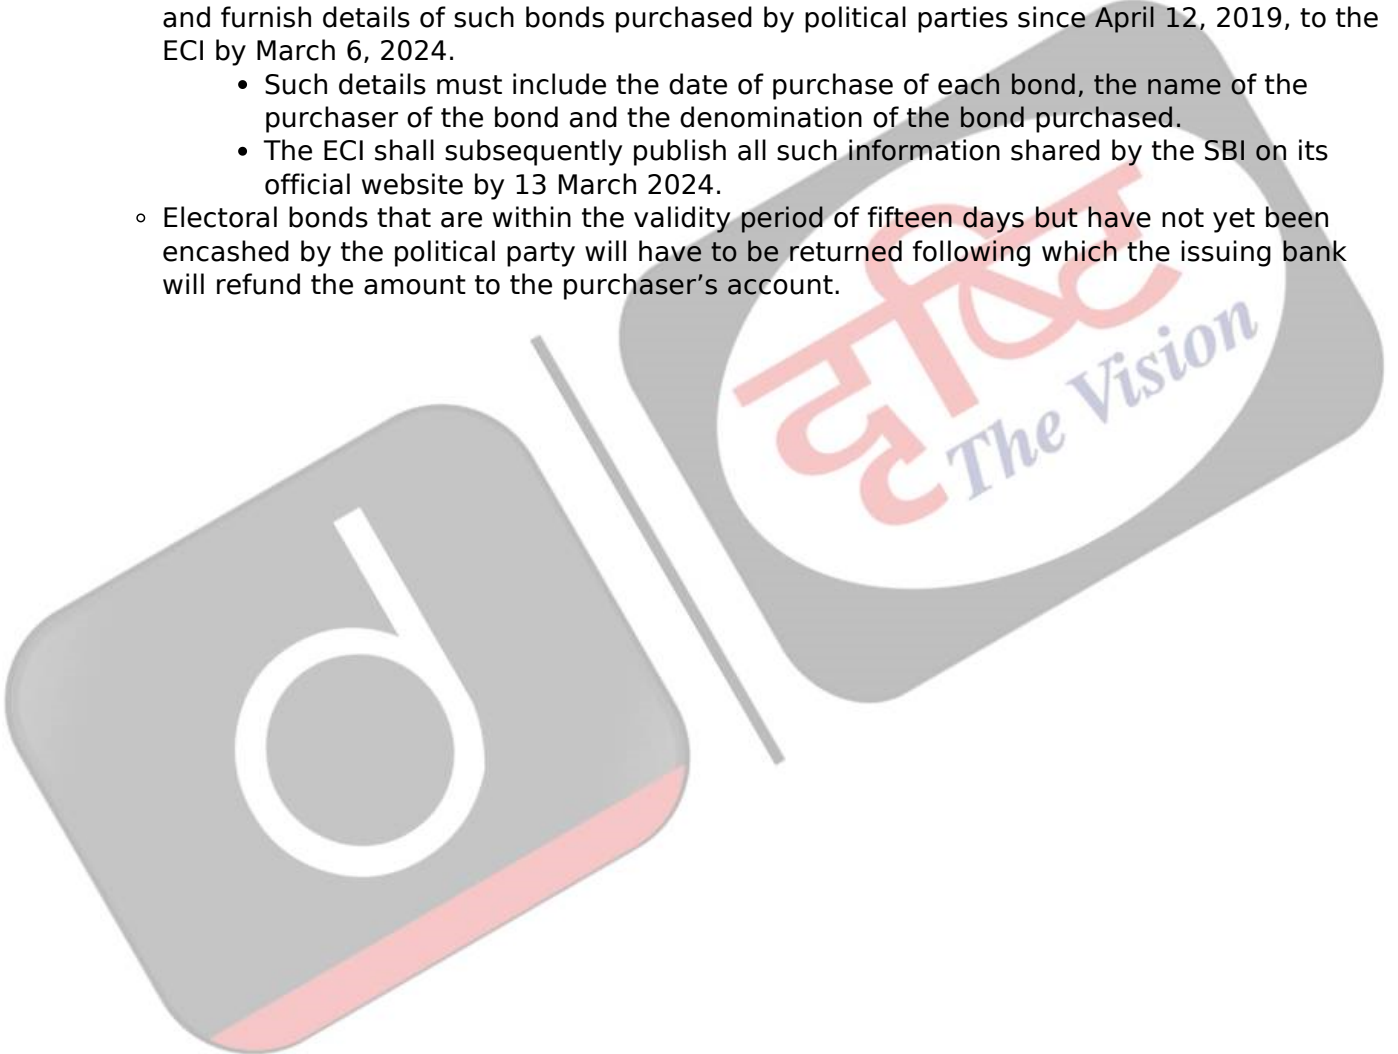 and furnish details of such bonds purchased by political parties since April 12, 2019, to the
ECI by March 6, 2024.
• Such details must include the date of purchase of each bond, the name of the
purchaser of the bond and the denomination of the bond purchased.
• The ECI shall subsequently publish all such information shared by the SBI on its
official website by 13 March 2024.
◦ Electoral bonds that are within the validity period of fifteen days but have not yet been
encashed by the political party will have to be returned following which the issuing bank
will refund the amount to the purchaser’s account.
दृष्टि
The Vision
d